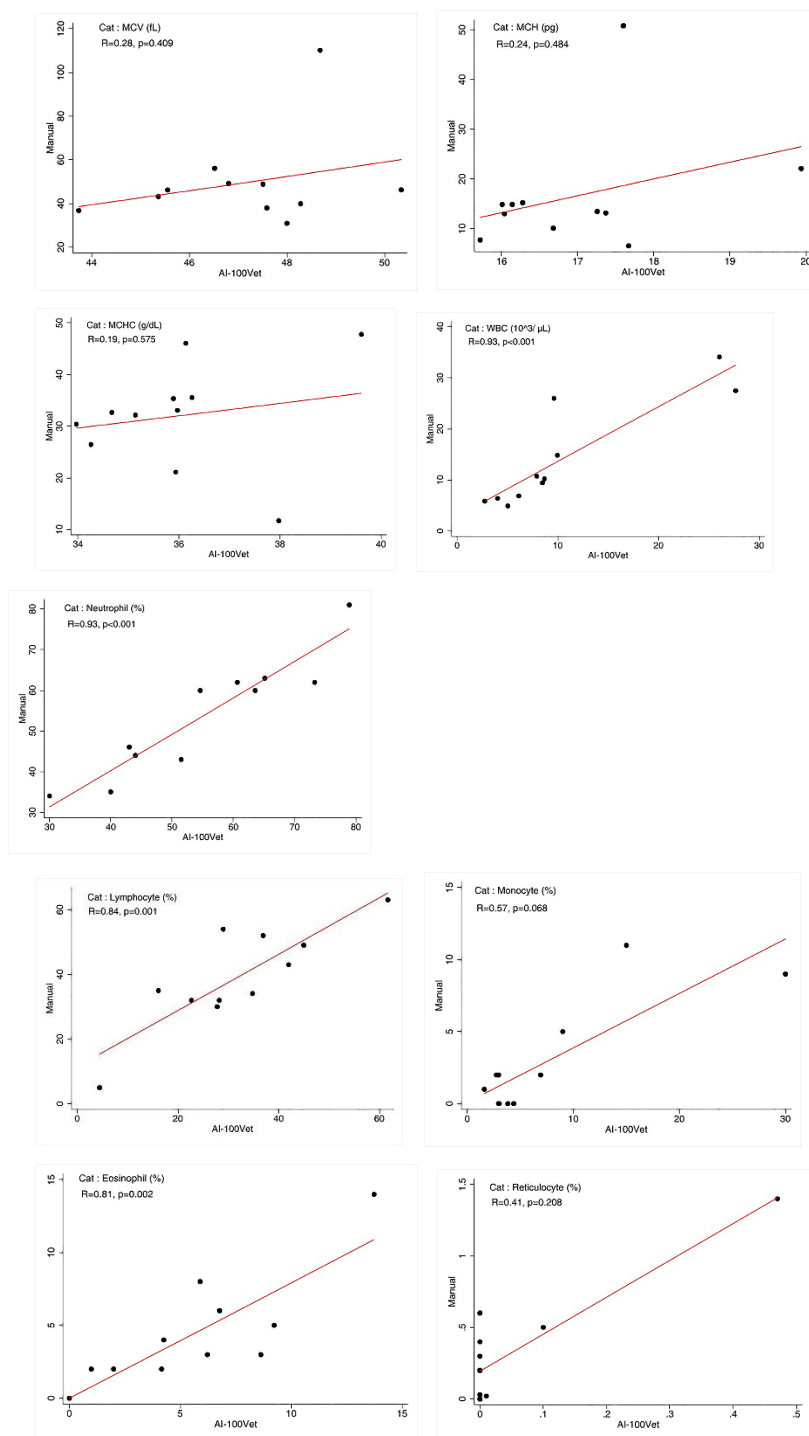 Cat : MCV (fL)
R=0.28, p=0.409
120
100
80
60
40
20
Manual
44
46
48
50
AI-100Vet
Cat : MCH (pg)
R=0.24, p=0.484
50
40
30
20
10
Manual
16
17
18
19
20
AI-100Vet
Cat : MCHC (g/dL)
R=0.19, p=0.575
50
40
30
20
10
Manual
34
36
38
40
AI-100Vet
Cat : WBC (10^3/ µL)
R=0.93, p<0.001
40
30
20
10
0
Manual
0
10
20
30
AI-100Vet
Cat : Neutrophil (%)
R=0.93, p<0.001
80
70
60
50
40
30
Manual
30
40
50
60
70
80
AI-100Vet
Cat : Lymphocyte (%)
R=0.84, p=0.001
60
40
20
0
Manual
0
20
40
60
AI-100Vet
Cat : Monocyte (%)
R=0.57, p=0.068
15
10
5
0
Manual
0
10
20
30
AI-100Vet
Cat : Eosinophil (%)
R=0.81, p=0.002
15
10
5
0
Manual
0
5
10
15
AI-100Vet
Cat : Reticulocyte (%)
R=0.41, p=0.208
1.5
1
.5
0
Manual
0
.1
.2
.3
.4
.5
AI-100Vet